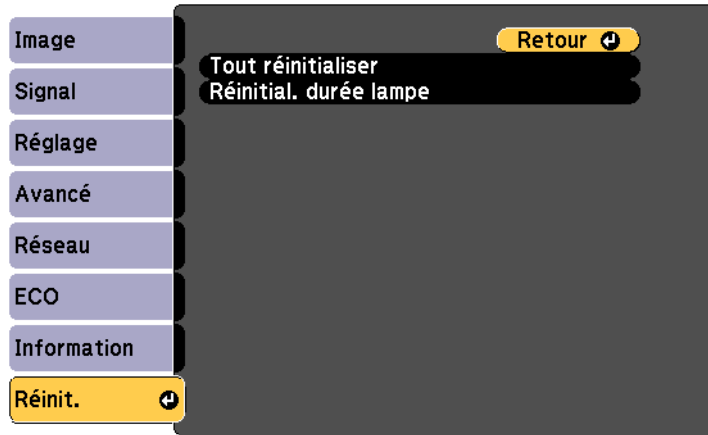 Image
Signal
Réglage
Avancé
Réseau
ECO
Information
Réinit.
Retour
Tout réinitialiser
Réinitial. durée lampe